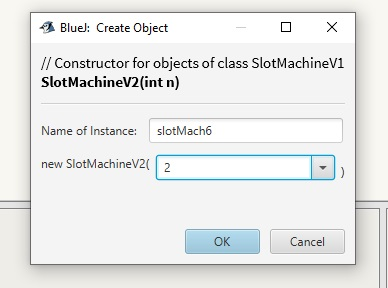 BlueJ: Create Object
// Constructor for objects of class SlotMachineV1
SlotMachineV2(int n)
Name of Instance: slotMach6
new SlotMachineV2( 2 )
OK Cancel